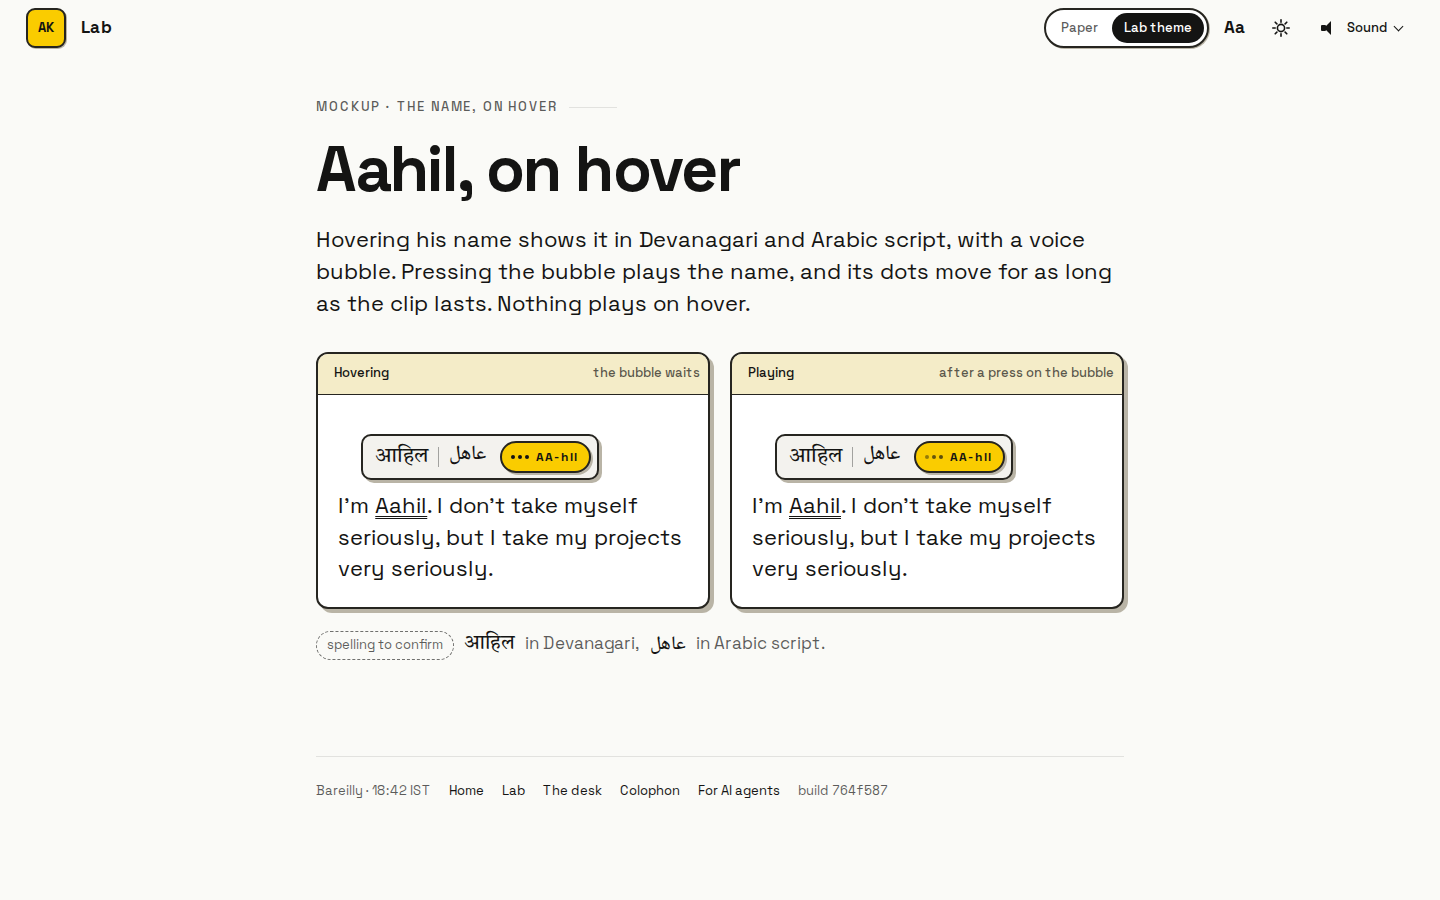 AK Lab Paper Lab theme Aa Sound
MOCKUP · THE NAME, ON HOVER
Aahil, on hover
Hovering his name shows it in Devanagari and Arabic script, with a voice
bubble. Pressing the bubble plays the name, and its dots move for as long
as the clip lasts. Nothing plays on hover.
Hovering the bubble waits
आहिल عاهل AA-hil
I’m Aahil. I don’t take myself
seriously, but I take my projects
very seriously.
Playing after a press on the bubble
आहिल عاهل AA-hil
I’m Aahil. I don’t take myself
seriously, but I take my projects
very seriously.
spelling to confirm आहिल in Devanagari, عاهل in Arabic script.
Bareilly · 18:42 IST Home Lab The desk Colophon For AI agents build 764f587